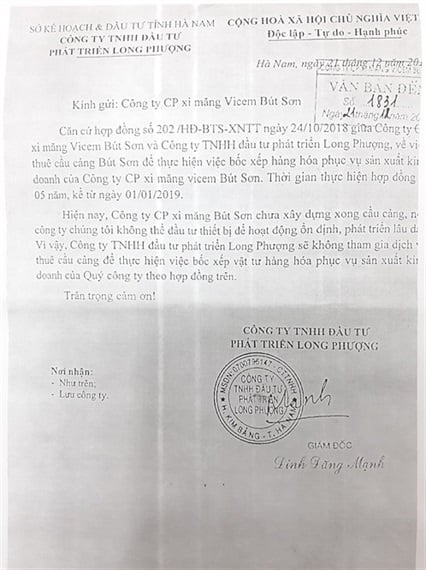 SỞ KẾ HOẠCH & ĐẦU TƯ TỈNH HÀ NAM
CÔNG TY TNHH ĐẦU TƯ
PHÁT TRIỂN LONG PHƯỢNG
CỘNG HOÀ XÃ HỘI CHỦ NGHĨA VIỆT
Độc lập - Tự do - Hạnh phúc
Hà Nam, ngày 21 tháng 12 năm
VĂN BẢN ĐẾN
Số 1831
Ngày 21 tháng 12 năm
Kính gửi: Công ty CP xi măng Vicem Bút Sơn
Căn cứ hợp đồng số 202 /HĐ-BTS-XNTT ngày 24/10/2018 giữa Công ty
xi măng Vicem Bút Sơn và Công ty TNHH đầu tư phát triển Long Phượng, về vi
thuê cầu cảng Bút Sơn để thực hiện việc bốc xếp hàng hóa phục vụ sản xuất kin
doanh của Công ty CP xi măng vicem Bút Sơn. Thời gian thực hiện hợp đồng
05 năm, kể từ ngày 01/01/2019.
Hiện nay, Công ty CP xi măng Bút Sơn chưa xây dựng xong cầu cảng, n
công ty chúng tôi không thể đầu tư thiết bị để hoạt động ổn định, phát triển lâu d
Vì vậy, Công ty TNHH đầu tư phát triển Long Phượng sẽ không tham gia dịch v
thuê cầu cảng để thực hiện việc bốc xếp vật tư hàng hóa phục vụ sản xuất kin
doanh của Quý công ty theo hợp đồng trên.
Trân trọng cảm ơn!
CÔNG TY TNHH ĐẦU TƯ
PHÁT TRIỂN LONG PHƯỢNG
Nơi nhận:
- Như trên;
- Lưu công ty.
CÔNG TY
TNHH ĐẦU TƯ
PHÁT TRIỂN
LONG PHƯỢNG
H. KIM BẢNG - T. HÀ NAM
GIÁM ĐỐC
Đinh Đăng Mạnh